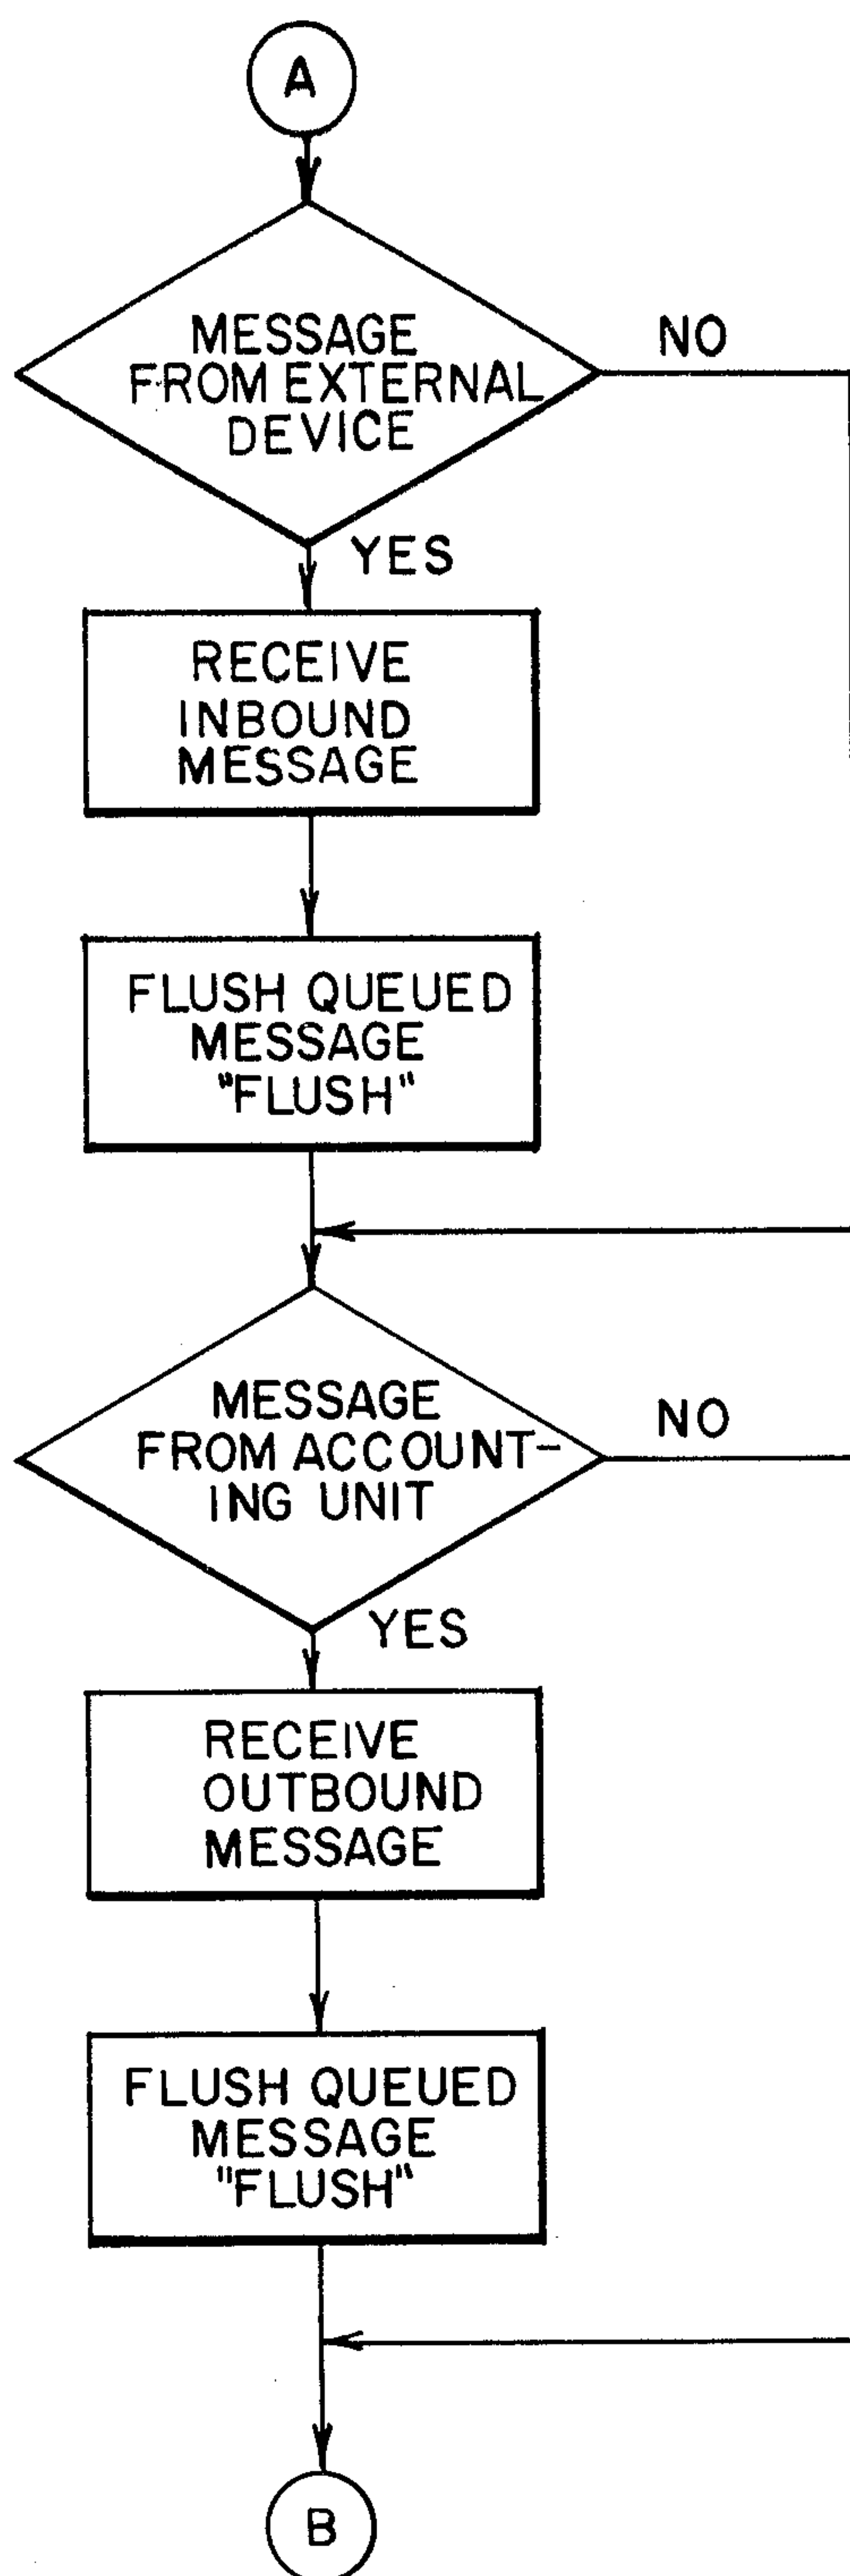 A
MESSAGE
FROM EXTERNAL
DEVICE
NO
YES
RECEIVE
INBOUND
MESSAGE
FLUSH QUEUED
MESSAGE
"FLUSH"
MESSAGE
FROM ACCOUNT-
ING UNIT
NO
YES
RECEIVE
OUTBOUND
MESSAGE
FLUSH QUEUED
MESSAGE
"FLUSH"
B